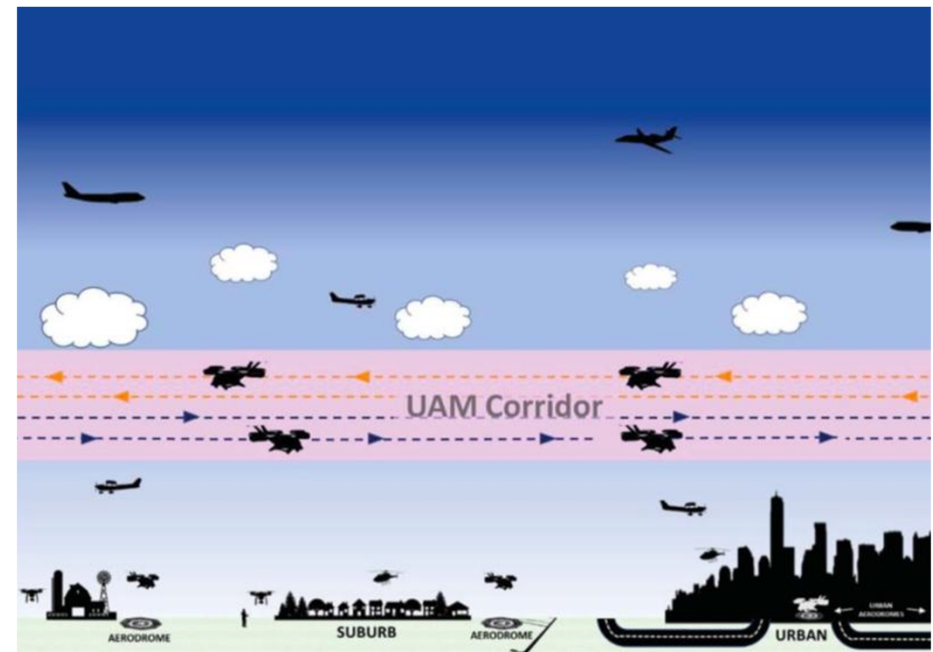 UAM Corridor
URBAN
AERODROMES
AERODROME
SUBURB
AERODROME
URBAN